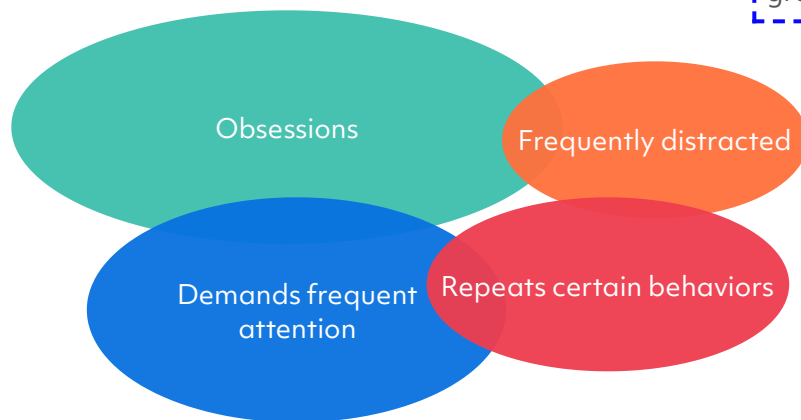 Obsessions
Frequently distracted
Demands frequent
attention
Repeats certain behaviors